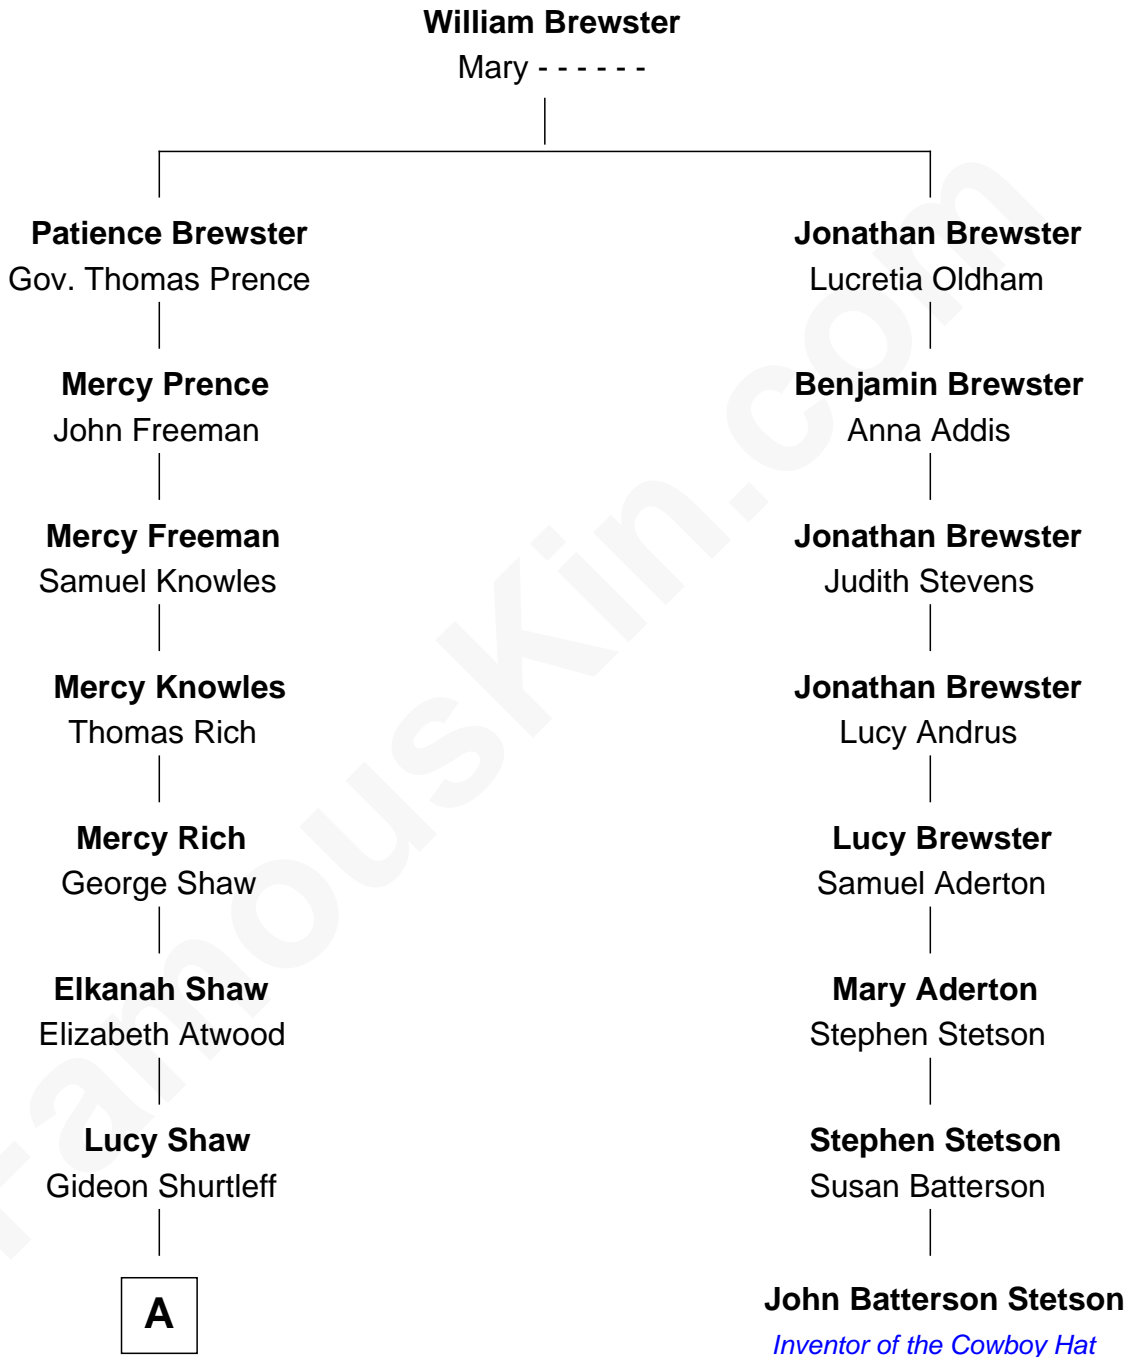 William Brewster
Mary - - - - - -
Patience Brewster
Gov. Thomas Prence
Jonathan Brewster
Lucretia Oldham
Mercy Prence
John Freeman
Benjamin Brewster
Anna Addis
Mercy Freeman
Samuel Knowles
Jonathan Brewster
Judith Stevens
Mercy Knowles
Thomas Rich
Jonathan Brewster
Lucy Andrus
Mercy Rich
George Shaw
Lucy Brewster
Samuel Aderton
Elkanah Shaw
Elizabeth Atwood
Mary Aderton
Stephen Stetson
Lucy Shaw
Gideon Shurtleff
Stephen Stetson
Susan Batterson
A
John Batterson Stetson
Inventor of the Cowboy Hat
FamousKin.com